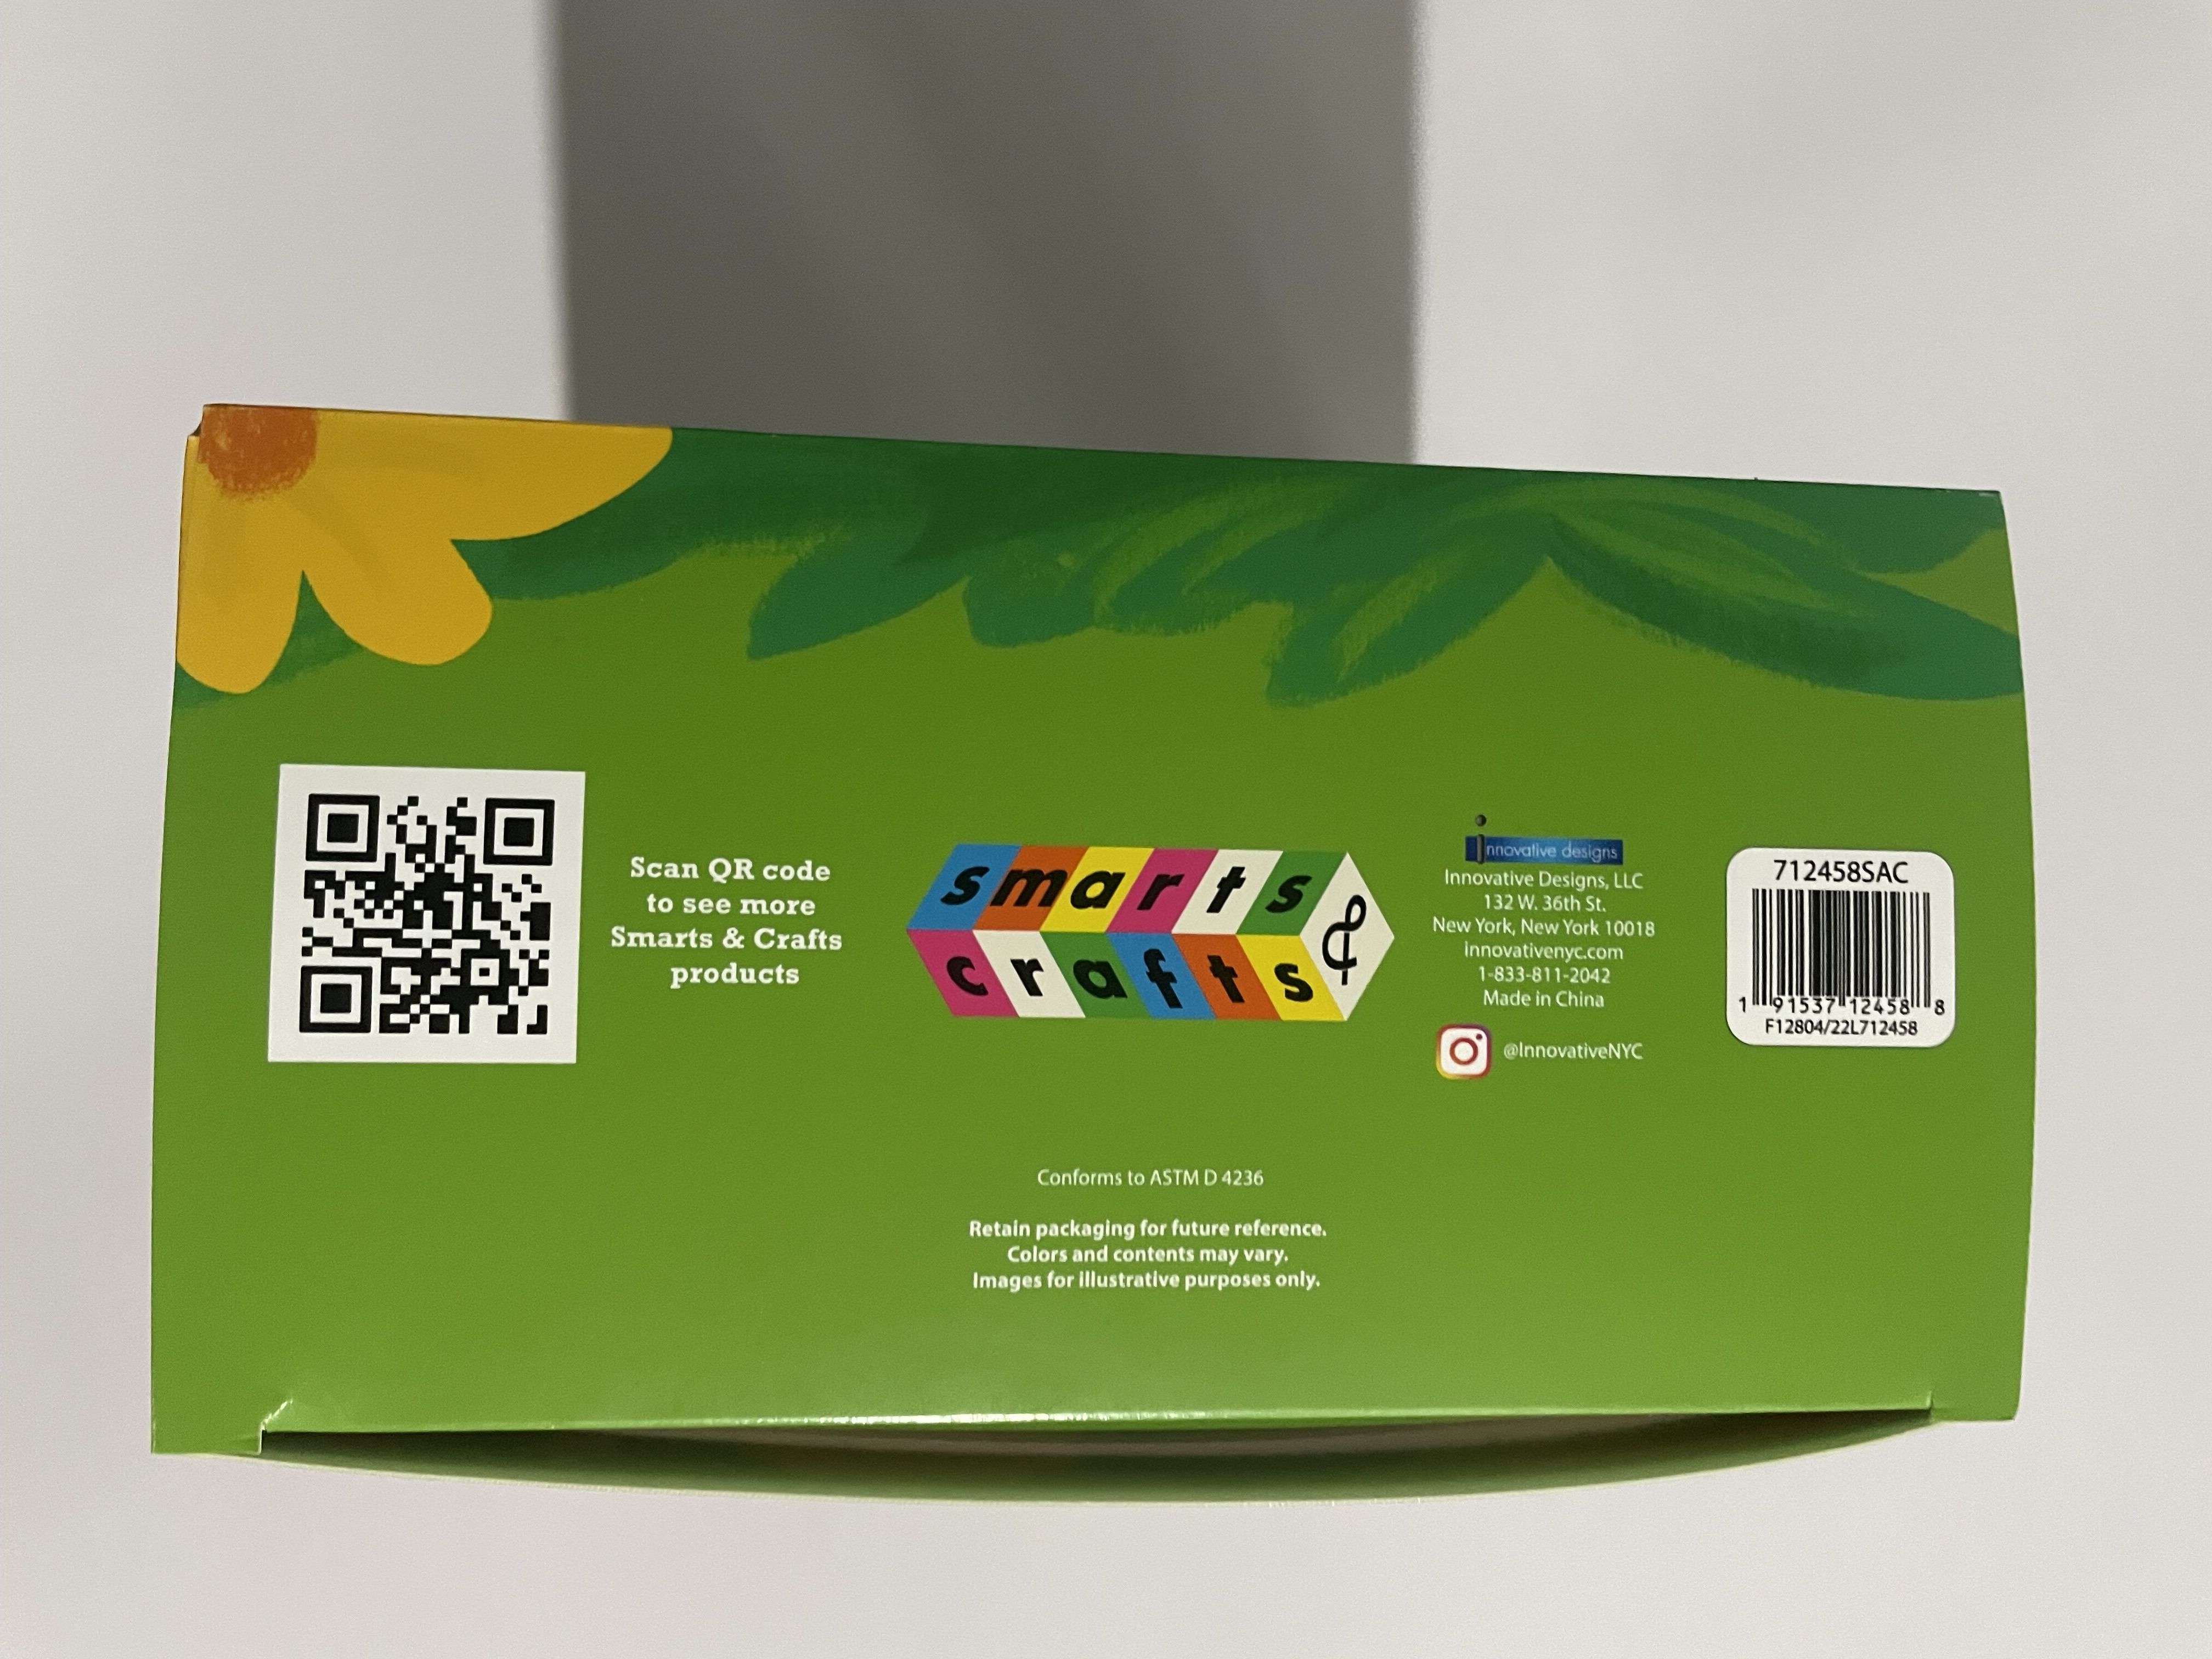 Scan QR code
to see more
Smarts & Crafts
products
smarts &
crafts
innovative designs
Innovative Designs, LLC
132 W. 36th St.
New York, New York 10018
innovativenyc.com
1-833-811-2042
Made in China
@InnovativeNYC
712458SAC
1 91537 12458 8
F12804/22L712458
Conforms to ASTM D 4236
Retain packaging for future reference.
Colors and contents may vary.
Images for illustrative purposes only.